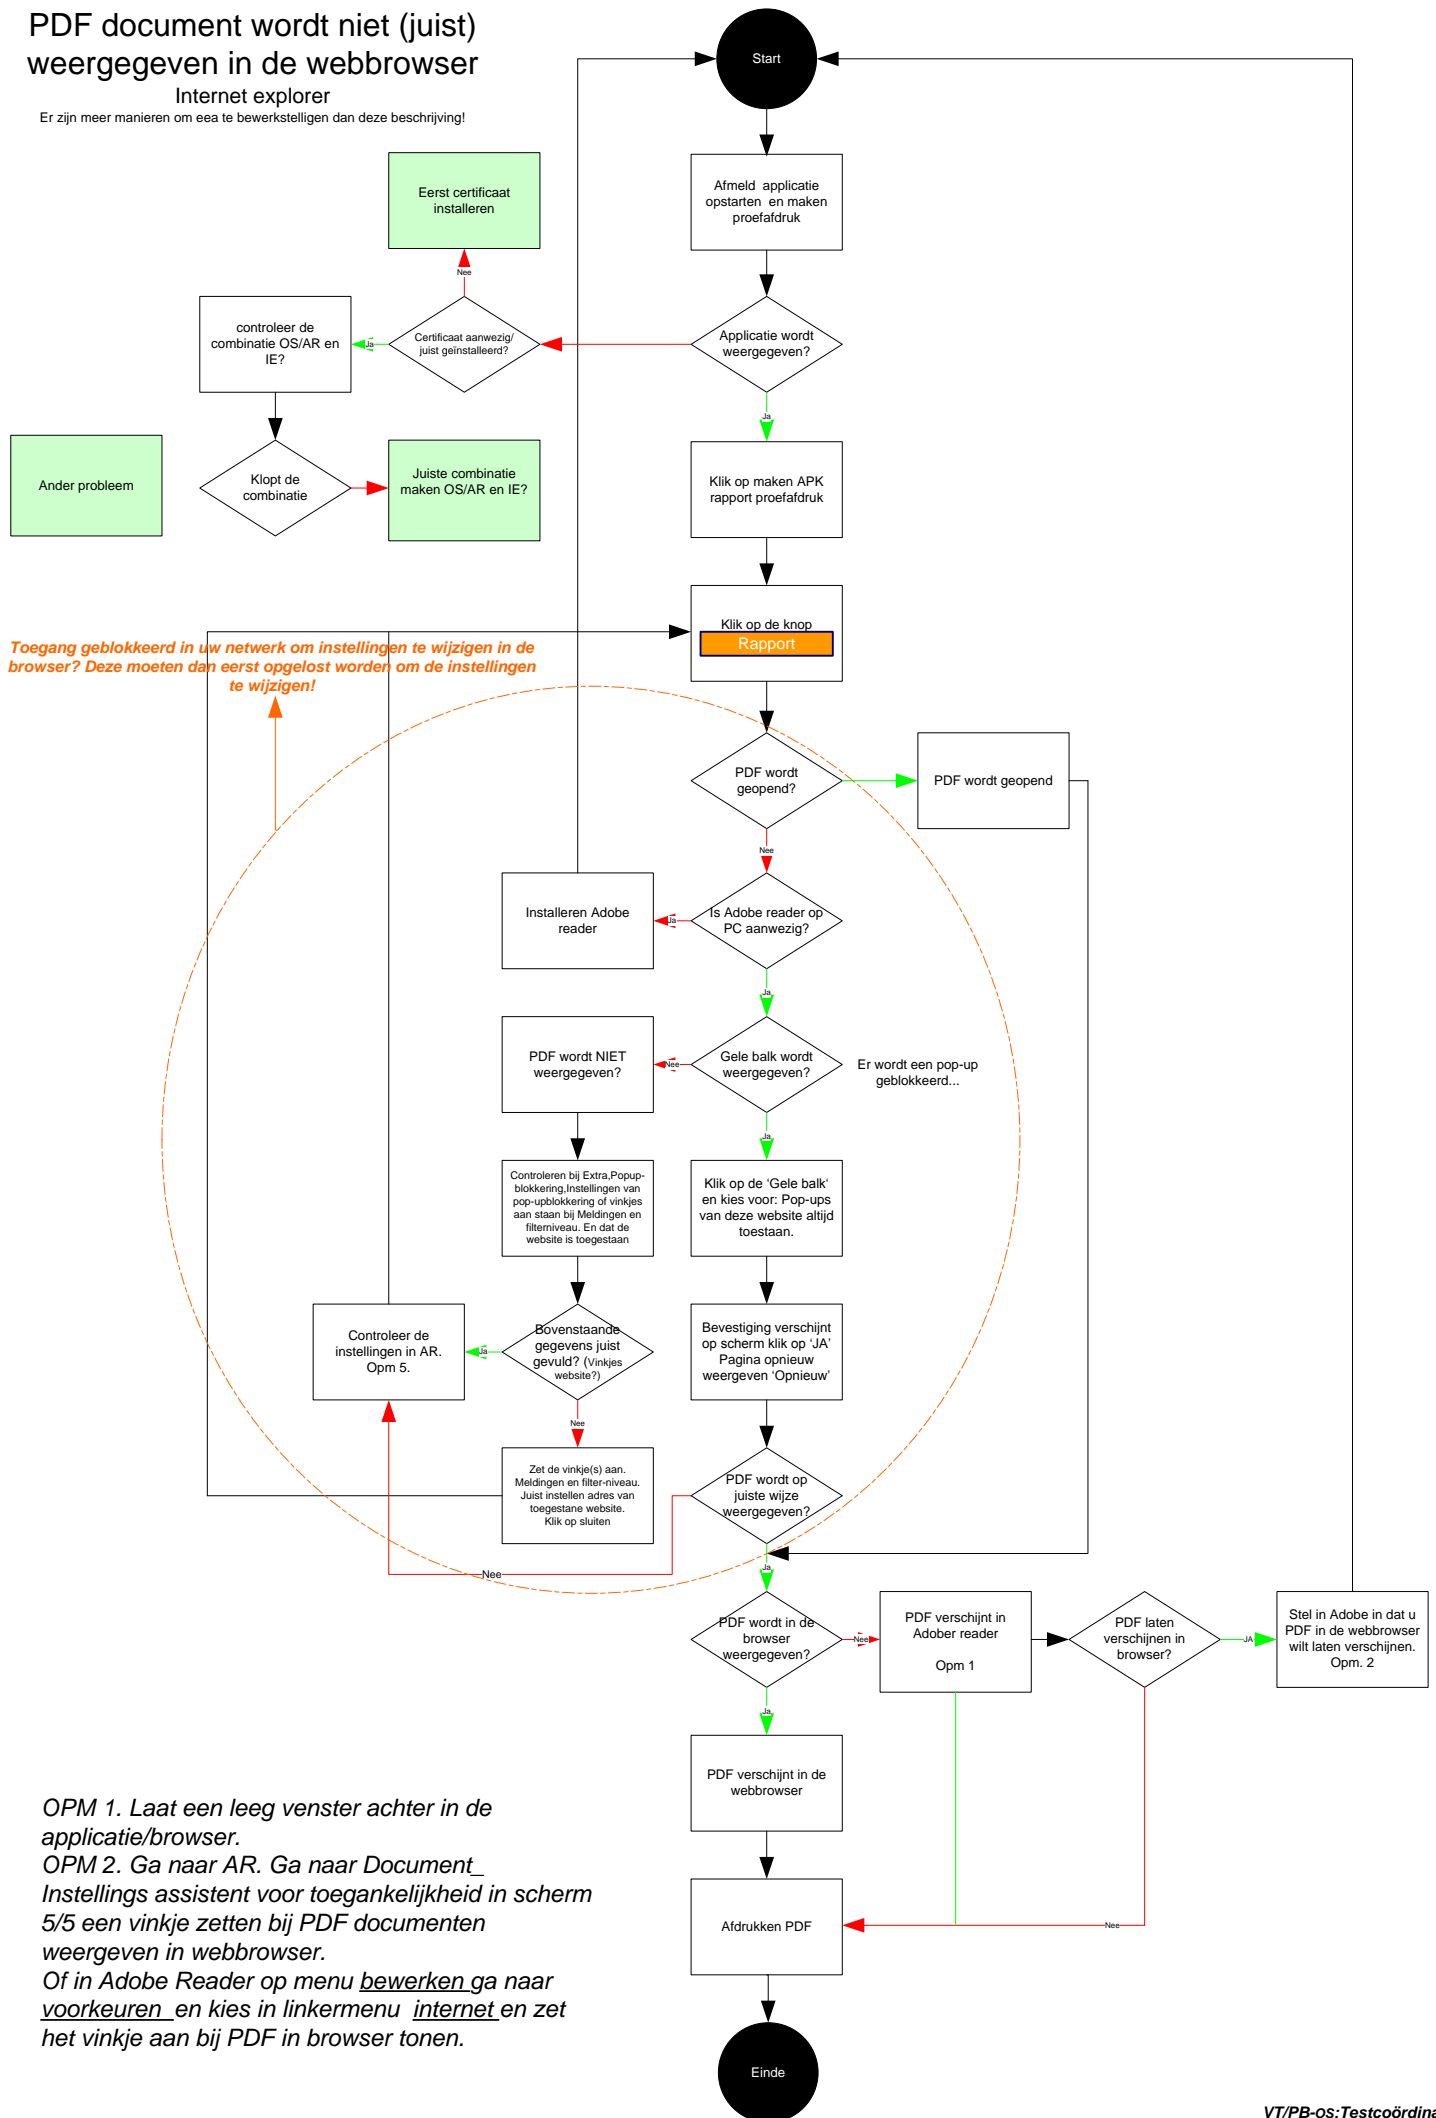 PDF document wordt niet (juist)
weergegeven in de webbrowser
Internet explorer
Er zijn meer manieren om eea te bewerkstelligen dan deze beschrijving!
Start
Afmeld applicatie
opstarten en maken
proefafdruk
Eerst certificaat
installeren
Nee
controleer de
combinatie OS/AR en
IE?
Ja
Certificaat aanwezig/
juist geïnstalleerd?
Applicatie wordt
weergegeven?
Ja
Ander probleem
Klopt de
combinatie
Juiste combinatie
maken OS/AR en IE?
Klik op maken APK
rapport proefafdruk
Klik op de knop
Rapport
Toegang geblokkeerd in uw netwerk om instellingen te wijzigen in de
browser? Deze moeten dan eerst opgelost worden om de instellingen
te wijzigen!
PDF wordt
geopend?
PDF wordt geopend
Nee
Installeren Adobe
reader
Ja
Is Adobe reader op
PC aanwezig?
Ja
PDF wordt NIET
weergegeven?
Nee
Gele balk wordt
weergegeven?
Er wordt een pop-up
geblokkeerd...
Ja
Controleren bij Extra,Popup-
blokkering,Instellingen van
pop-upblokkering of vinkjes
aan staan bij Meldingen en
filterniveau. En dat de
website is toegestaan
Klik op de ‘Gele balk‘
en kies voor: Pop-ups
van deze website altijd
toestaan.
Controleer de
instellingen in AR.
Opm 5.
Ja
Bovenstaande
gegevens juist
gevuld? (Vinkjes
website?)
Bevestiging verschijnt
op scherm klik op ‘JA’
Pagina opnieuw
weergeven ‘Opnieuw’
Nee
Zet de vinkje(s) aan.
Meldingen en filter-niveau.
Juist instellen adres van
toegestane website.
Klik op sluiten
PDF wordt op
juiste wijze
weergegeven?
Nee
Ja
PDF wordt in de
browser
weergegeven?
Nee
PDF verschijnt in
Adober reader
Opm 1
PDF laten
verschijnen in
browser?
JA
Stel in Adobe in dat u
PDF in de webbrowser
wilt laten verschijnen.
Opm. 2
Ja
PDF verschijnt in de
webbrowser
Afdrukken PDF
Nee
Einde
OPM 1. Laat een leeg venster achter in de
applicatie/browser.
OPM 2. Ga naar AR. Ga naar Document_
Instellings assistent voor toegankelijkheid in scherm
5/5 een vinkje zetten bij PDF documenten
weergeven in webbrowser.
Of in Adobe Reader op menu bewerken ga naar
voorkeuren en kies in linkermenu internet en zet
het vinkje aan bij PDF in browser tonen.
VT/PB-OS:Testcoördina